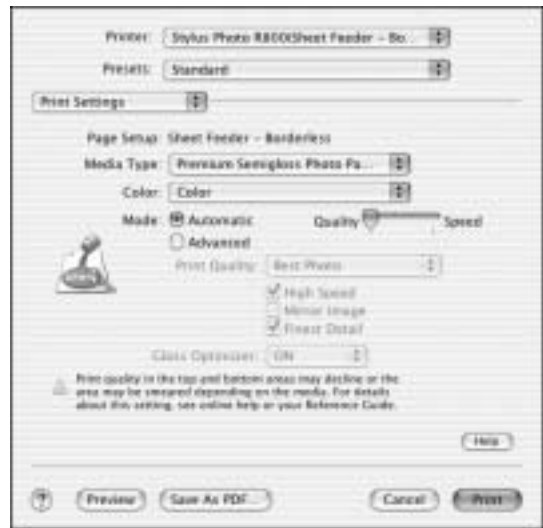 Printer: Stylus Photo R800(Sheet Feeder – Bo...
Presets: Standard
Print Settings
Page Setup: Sheet Feeder – Borderless
Media Type: Premium Semigloss Photo Pa...
Color: Color
Mode: Automatic Quality Speed
Advanced
Print Quality: Best Photo
High Speed
Mirror Image
Finest Detail
Gloss Optimizer: ON
Print quality in the top and bottom areas may decline or the
area may be smeared depending on the media. For details
about this setting, see online help or your Reference Guide.
Help
? Preview Save As PDF... Cancel Print